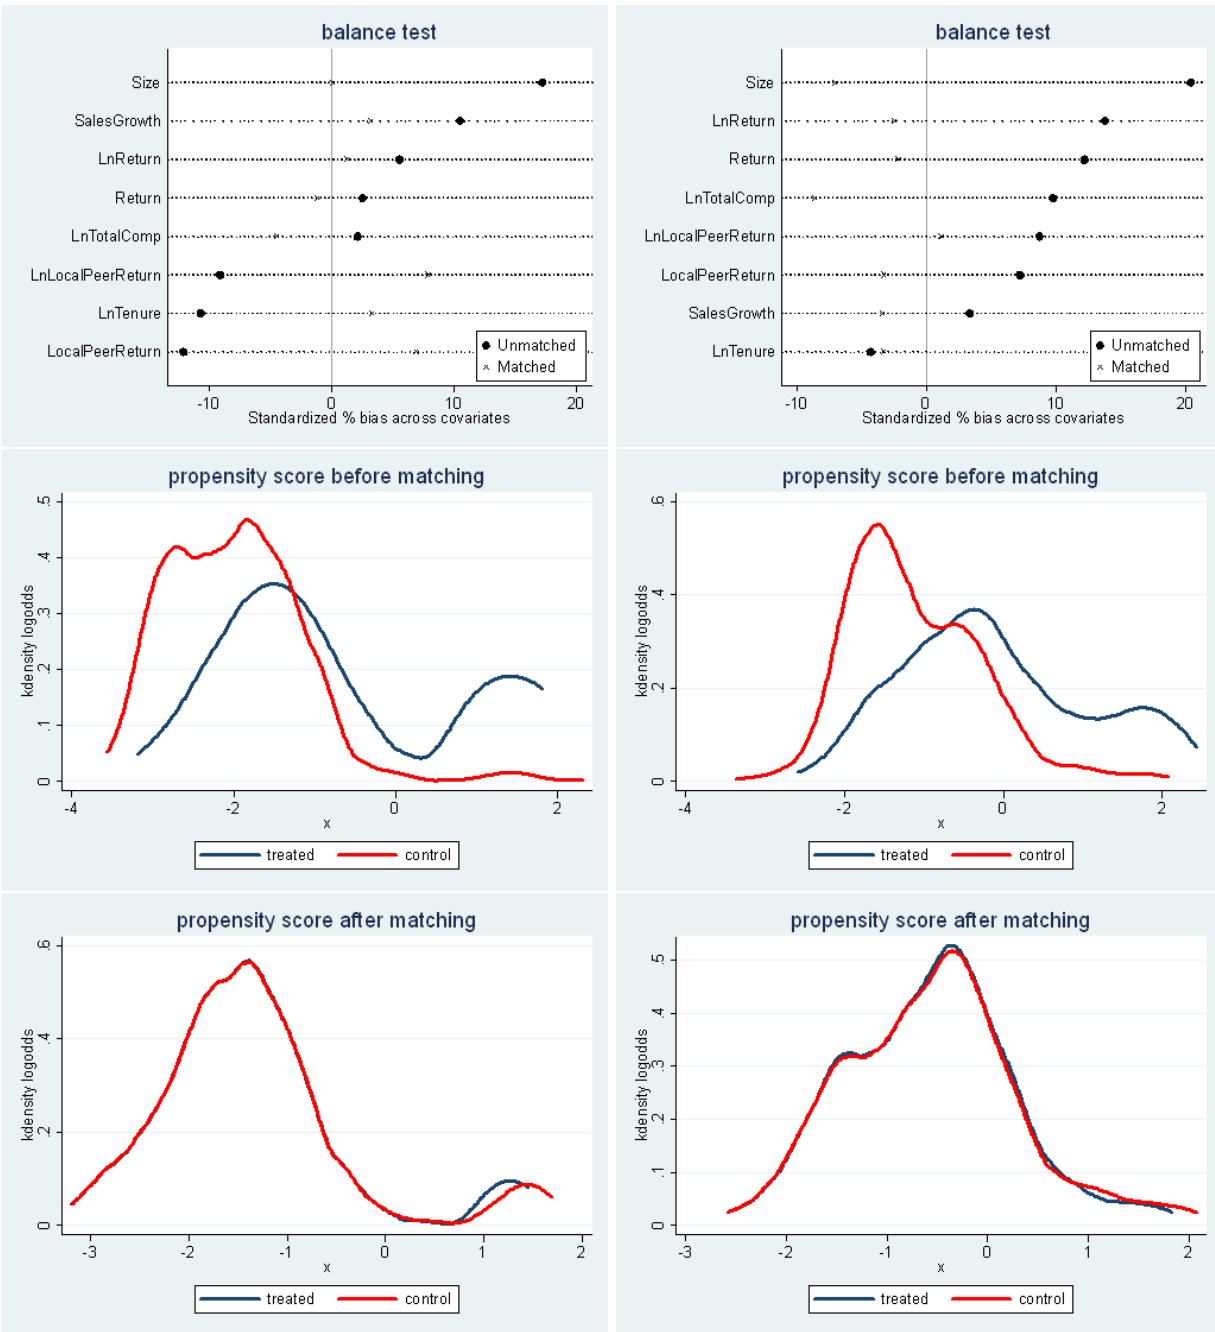 balance test
Size
SalesGrowth
LnReturn
Return
LnTotalComp
LnLocalPeerReturn
LnTenure
LocalPeerReturn
Unmatched
Matched
-10 0 10 20
Standardized % bias across covariates
balance test
Size
LnReturn
Return
LnTotalComp
LnLocalPeerReturn
LocalPeerReturn
SalesGrowth
LnTenure
Unmatched
Matched
-10 0 10 20
Standardized % bias across covariates
propensity score before matching
kdensity logodds
.5
.4
.3
.2
.1
0
-4 -2 0 2
x
treated control
propensity score before matching
kdensity logodds
.6
.4
.2
0
-4 -2 0 2
x
treated control
propensity score after matching
kdensity logodds
.6
.4
.2
0
-3 -2 -1 0 1 2
x
treated control
propensity score after matching
kdensity logodds
.5
.4
.3
.2
.1
0
-3 -2 -1 0 1 2
x
treated control